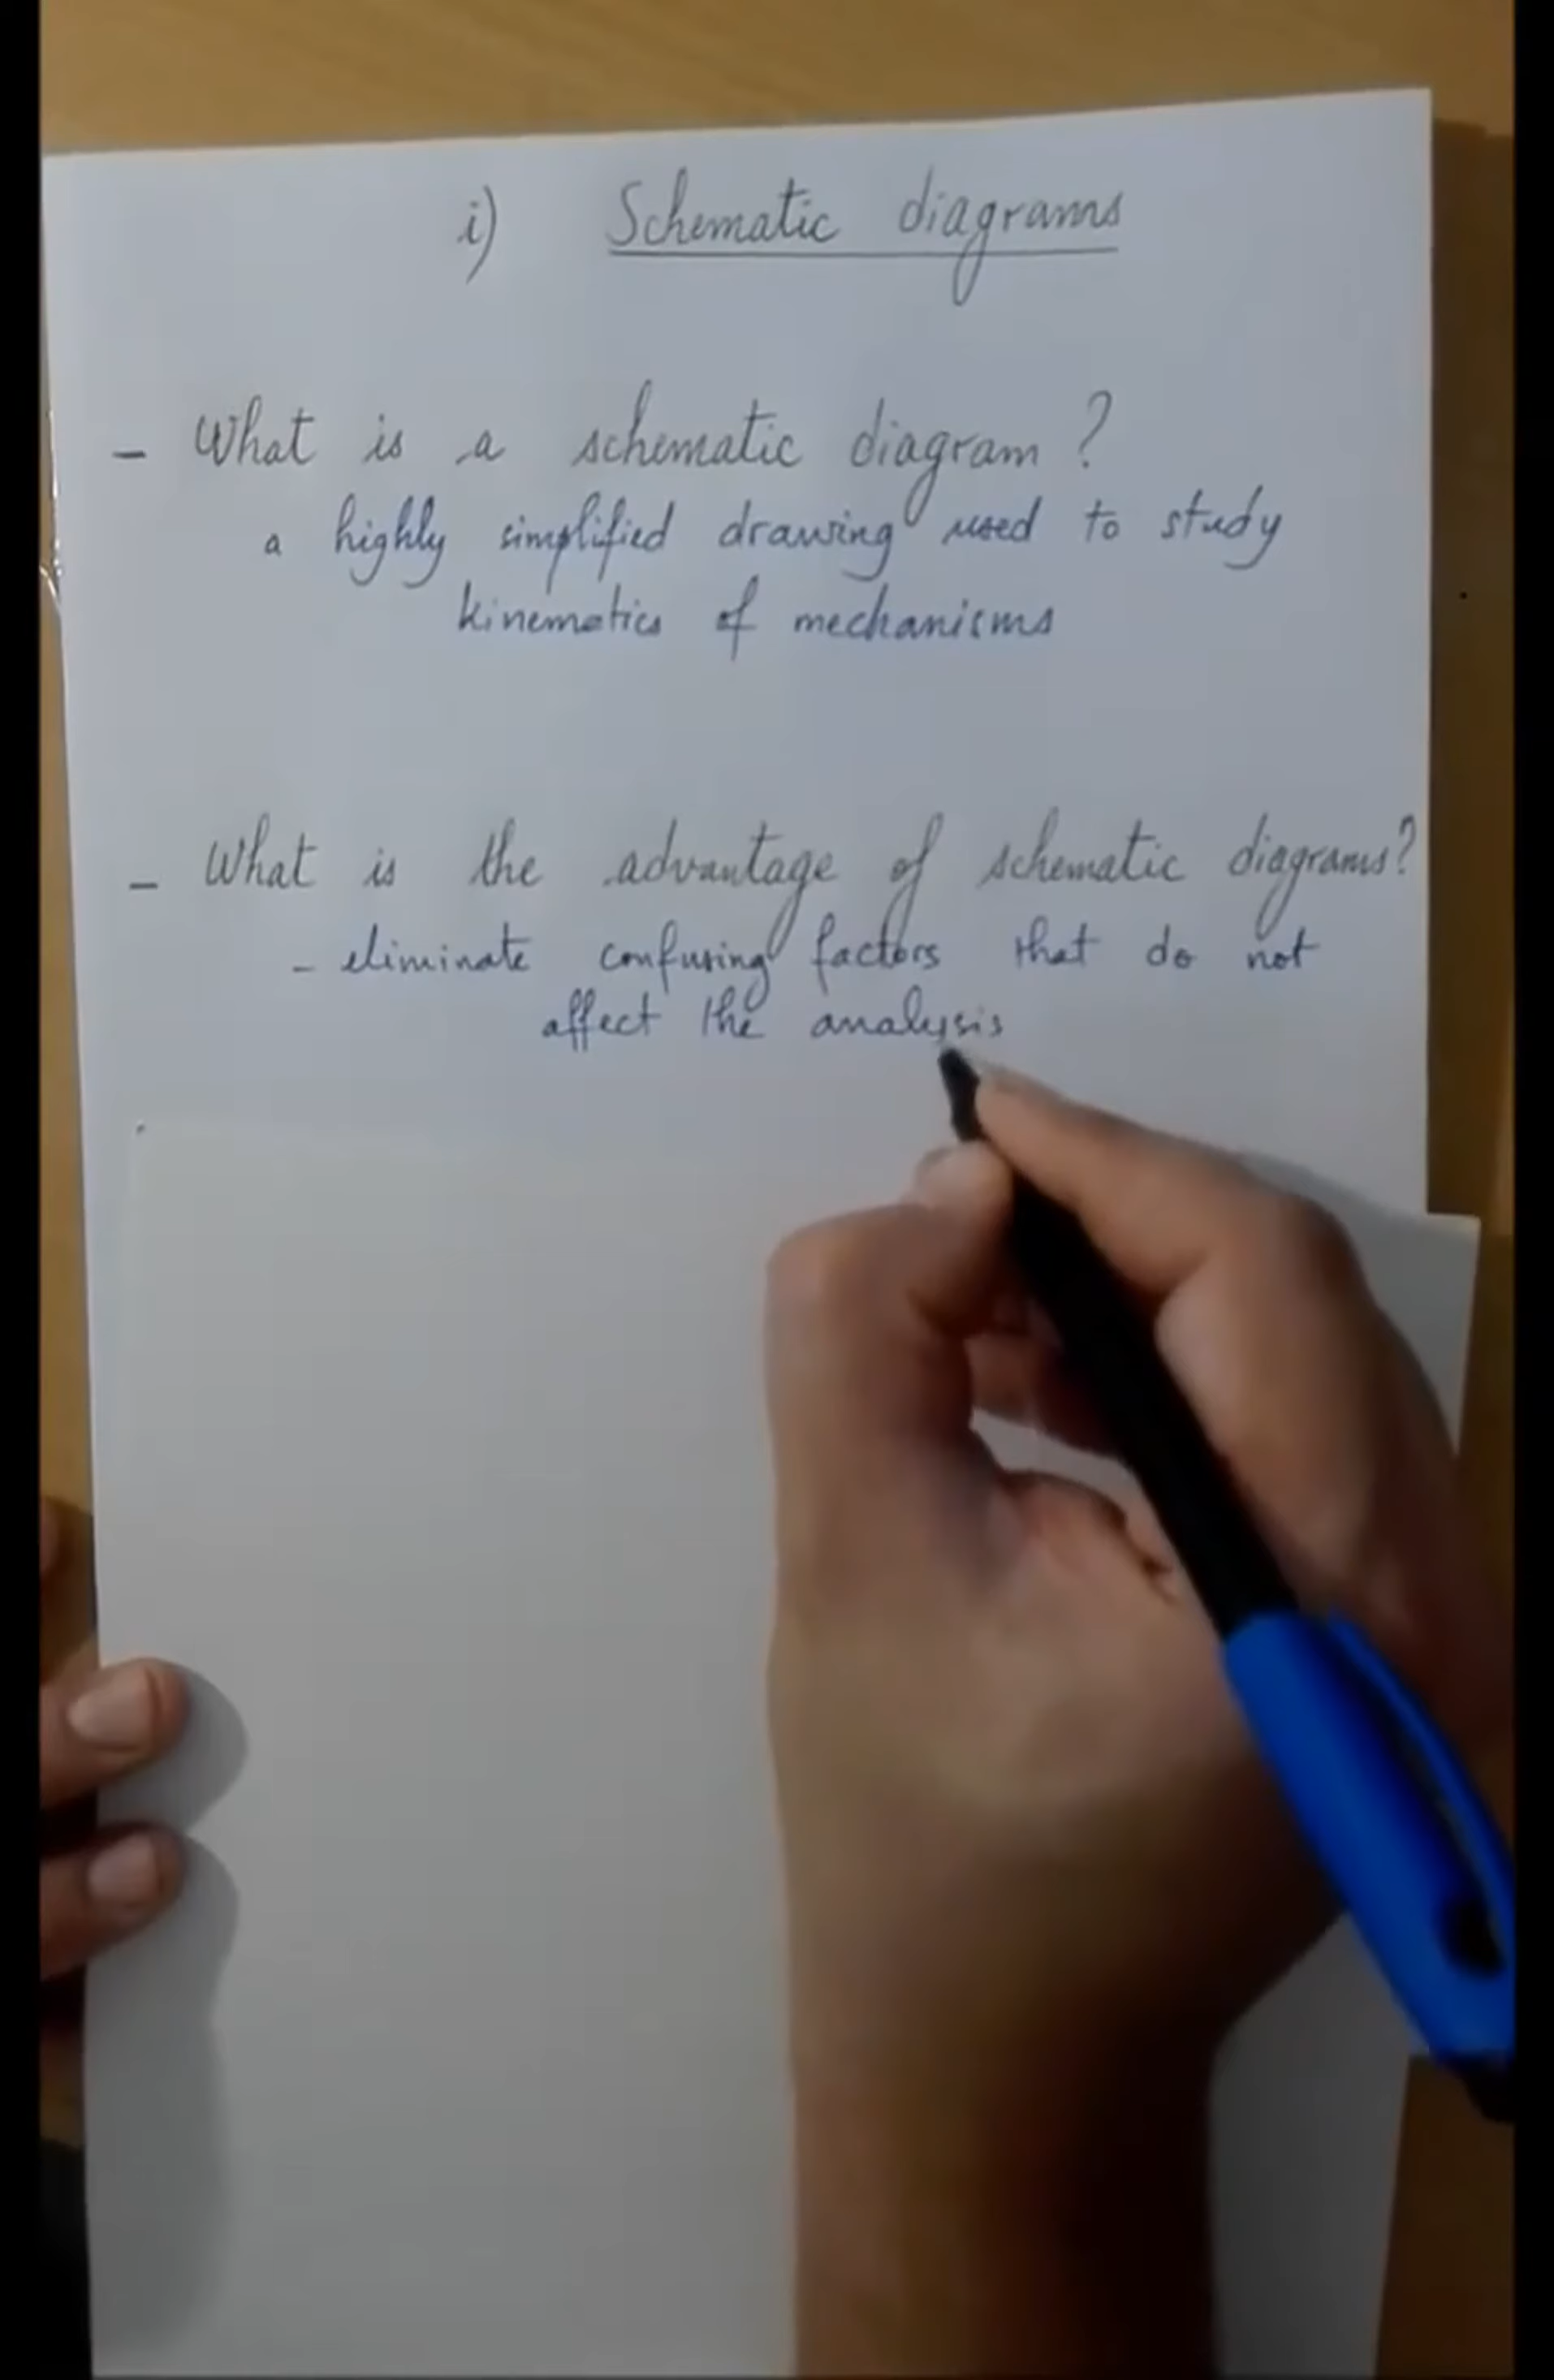 i) Schematic diagrams
- What is a schematic diagram ?
a highly simplified drawing used to study
kinematics of mechanisms
- What is the advantage of schematic diagrams?
- eliminate confusing factors that do not
affect the analysis